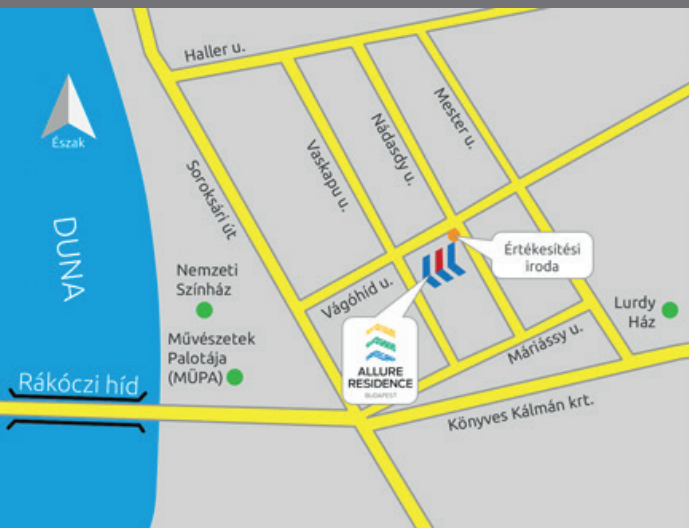 Haller u.
Észak
Mester u.
Nádasdy u.
Vaskapu u.
Soroksári út
DUNA
Értékesítési
iroda
Nemzeti
Színház
Vágóhíd u.
Lurdy
Ház
Művészetek
Palotája
(MŰPA)
Máriássy u.
ALLURE
RESIDENCE
BUDAPEST
Rákóczi híd
Könyves Kálmán krt.